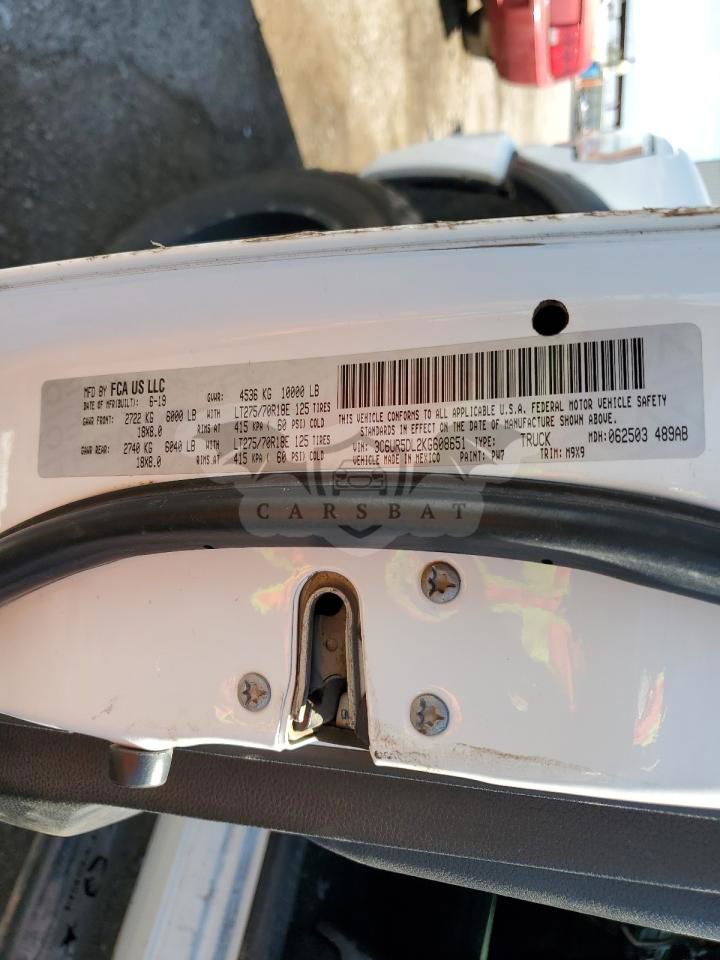 MFD BY FCA US LLC
DATE OF MFR(BUILT): 6-19
GVWR: 4536 KG 10000 LB
GAWR FRONT: 2722 KG 6000 LB WITH LT275/70R18E 125 TIRES
18X8.0 RIMS AT 415 KPA ( 60 PSI) COLD
GAWR REAR: 2740 KG 6040 LB WITH LT275/70R18E 125 TIRES
18X8.0 RIMS AT 415 KPA ( 60 PSI) COLD
THIS VEHICLE CONFORMS TO ALL APPLICABLE U.S.A. FEDERAL MOTOR VEHICLE SAFETY
STANDARDS IN EFFECT ON THE DATE OF MANUFACTURE SHOWN ABOVE.
VIN: 3C6UR5DL2KG608651 TYPE: TRUCK MDH: 062503 489AB
VEHICLE MADE IN MEXICO PAINT: PW7 TRIM: M9X9
CARSBAT